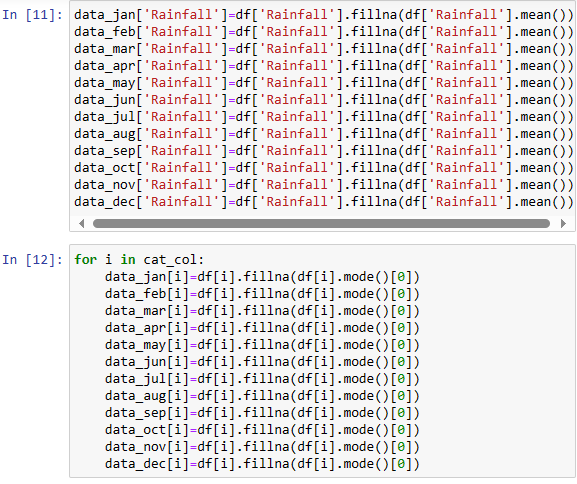 In [11]: data_jan['Rainfall']=df['Rainfall'].fillna(df['Rainfall'].mean())
data_feb['Rainfall']=df['Rainfall'].fillna(df['Rainfall'].mean())
data_mar['Rainfall']=df['Rainfall'].fillna(df['Rainfall'].mean())
data_apr['Rainfall']=df['Rainfall'].fillna(df['Rainfall'].mean())
data_may['Rainfall']=df['Rainfall'].fillna(df['Rainfall'].mean())
data_jun['Rainfall']=df['Rainfall'].fillna(df['Rainfall'].mean())
data_jul['Rainfall']=df['Rainfall'].fillna(df['Rainfall'].mean())
data_aug['Rainfall']=df['Rainfall'].fillna(df['Rainfall'].mean())
data_sep['Rainfall']=df['Rainfall'].fillna(df['Rainfall'].mean())
data_oct['Rainfall']=df['Rainfall'].fillna(df['Rainfall'].mean())
data_nov['Rainfall']=df['Rainfall'].fillna(df['Rainfall'].mean())
data_dec['Rainfall']=df['Rainfall'].fillna(df['Rainfall'].mean())
In [12]: for i in cat_col:
    data_jan[i]=df[i].fillna(df[i].mode()[0])
    data_feb[i]=df[i].fillna(df[i].mode()[0])
    data_mar[i]=df[i].fillna(df[i].mode()[0])
    data_apr[i]=df[i].fillna(df[i].mode()[0])
    data_may[i]=df[i].fillna(df[i].mode()[0])
    data_jun[i]=df[i].fillna(df[i].mode()[0])
    data_jul[i]=df[i].fillna(df[i].mode()[0])
    data_aug[i]=df[i].fillna(df[i].mode()[0])
    data_sep[i]=df[i].fillna(df[i].mode()[0])
    data_oct[i]=df[i].fillna(df[i].mode()[0])
    data_nov[i]=df[i].fillna(df[i].mode()[0])
    data_dec[i]=df[i].fillna(df[i].mode()[0])